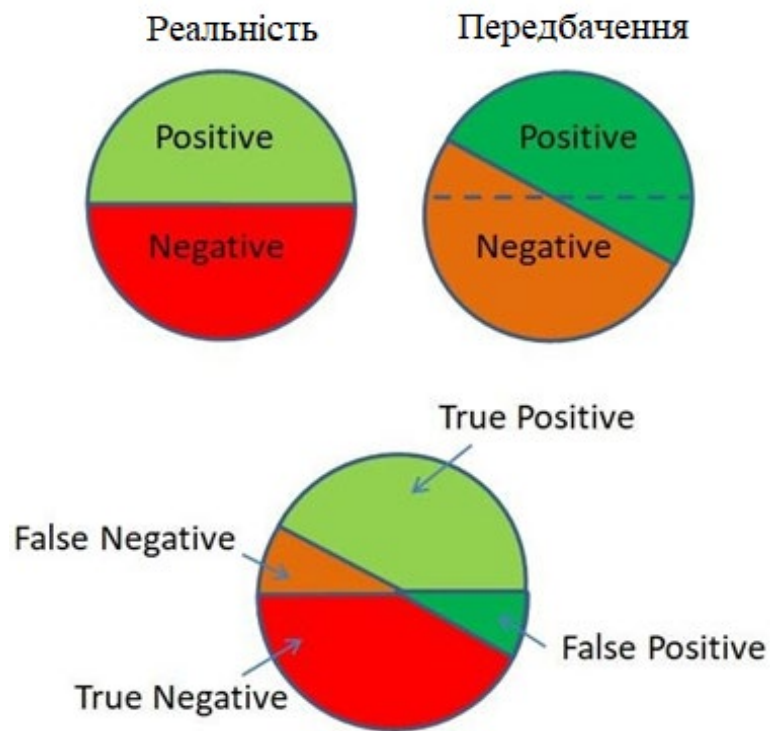 Реальність
Передбачення
Positive
Positive
Negative
Negative
True Positive
False Negative
False Positive
True Negative